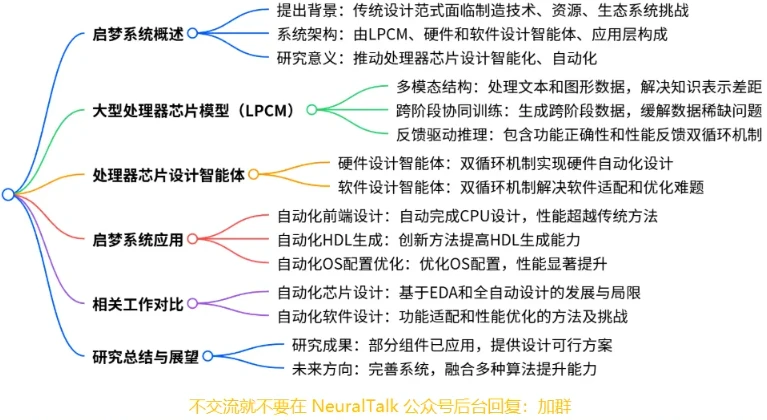 启梦系统概述
提出背景：传统设计范式面临制造技术、资源、生态系统挑战
系统架构：由LPCM、硬件和软件设计智能体、应用层构成
研究意义：推动处理器芯片设计智能化、自动化
大型处理器芯片模型（LPCM）
多模态结构：处理文本和图形数据，解决知识表示差距
跨阶段协同训练：生成跨阶段数据，缓解数据稀缺问题
反馈驱动推理：包含功能正确性和性能反馈双循环机制
处理器芯片设计智能体
硬件设计智能体：双循环机制实现硬件自动化设计
软件设计智能体：双循环机制解决软件适配和优化难题
启梦系统应用
自动化前端设计：自动完成CPU设计，性能超越传统方法
自动化HDL生成：创新方法提高HDL生成能力
自动化OS配置优化：优化OS配置，性能显著提升
相关工作对比
自动化芯片设计：基于EDA和全自动设计的发展与局限
自动化软件设计：功能适配和性能优化的方法及挑战
研究总结与展望
研究成果：部分组件已应用，提供设计可行方案
未来方向：完善系统，融合多种算法提升能力
不交流就不要在 NeuralTalk 公众号后台回复：加群